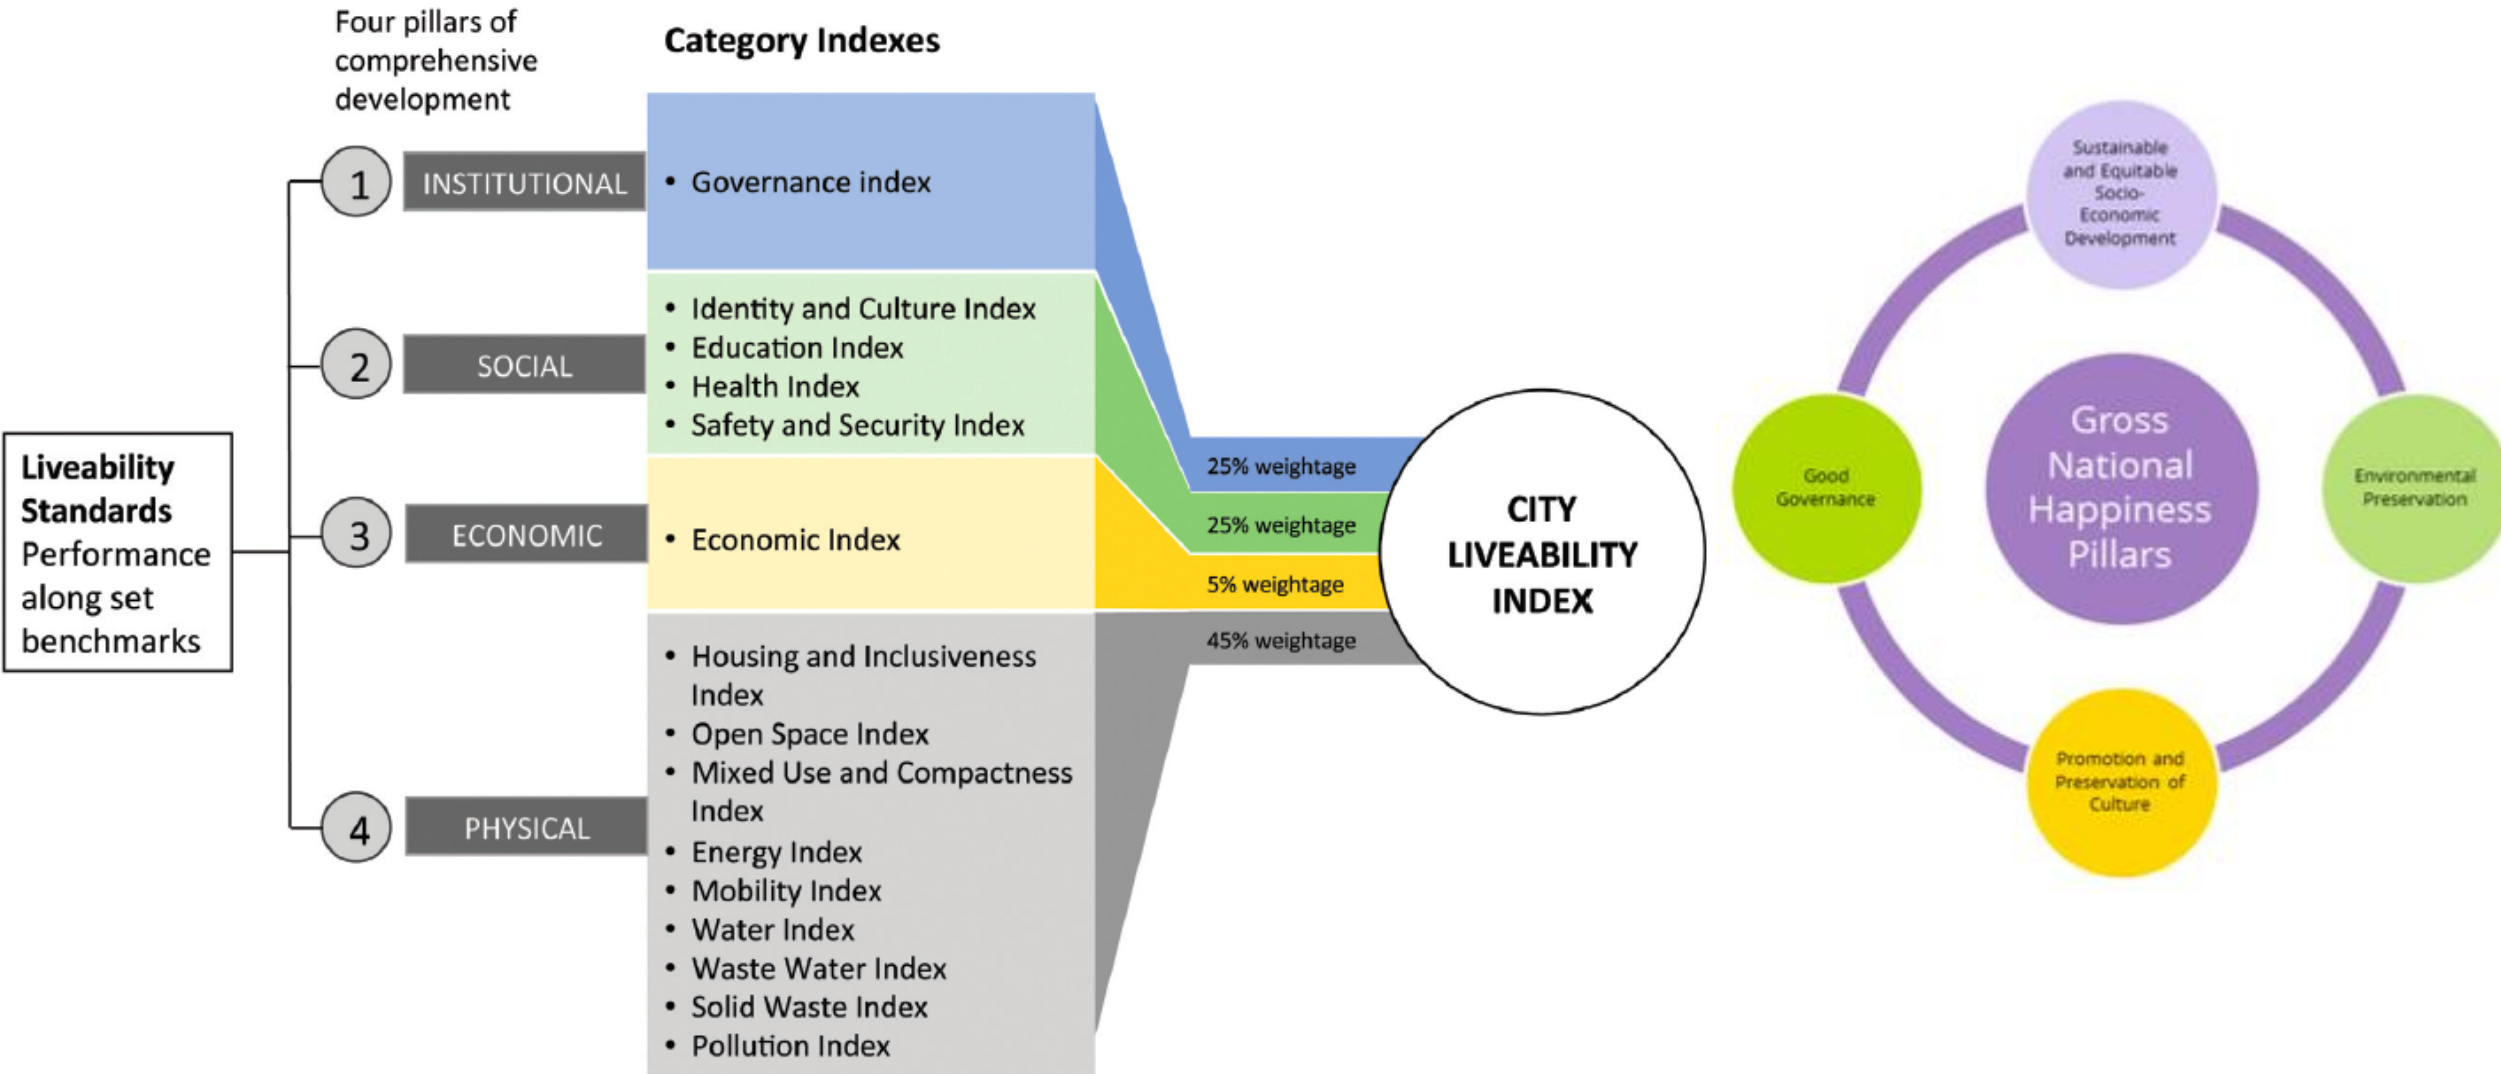 Four pillars of
comprehensive
development
Category Indexes
Liveability
Standards
Performance
along set
benchmarks
1
INSTITUTIONAL
• Governance index
2
SOCIAL
• Identity and Culture Index
• Education Index
• Health Index
• Safety and Security Index
3
ECONOMIC
• Economic Index
4
PHYSICAL
• Housing and Inclusiveness
Index
• Open Space Index
• Mixed Use and Compactness
Index
• Energy Index
• Mobility Index
• Water Index
• Waste Water Index
• Solid Waste Index
• Pollution Index
25% weightage
25% weightage
5% weightage
45% weightage
CITY
LIVEABILITY
INDEX
Sustainable
and Equitable
Socio-
Economic
Development
Good
Governance
Gross
National
Happiness
Pillars
Environmental
Preservation
Promotion and
Preservation of
Culture